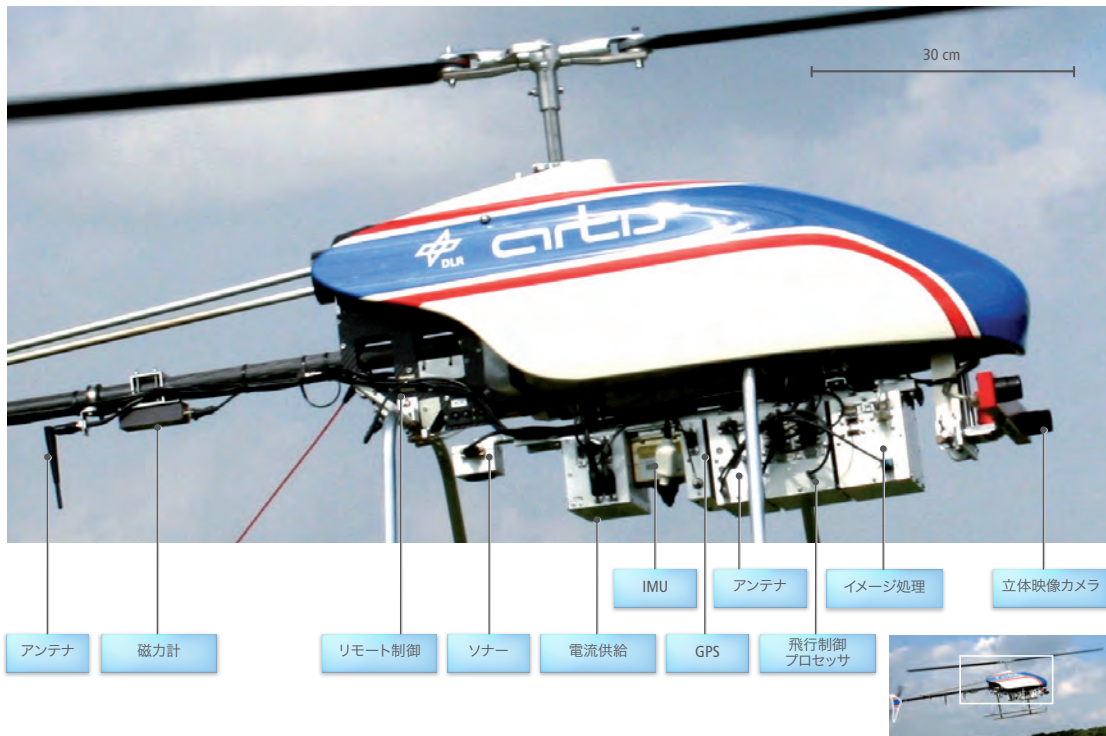 30 cm
artis
DLR
IMU
アンテナ
イメージ処理
立体映像カメラ
アンテナ
磁力計
リモート制御
ソナー
電流供給
GPS
飛行制御
プロセッサ